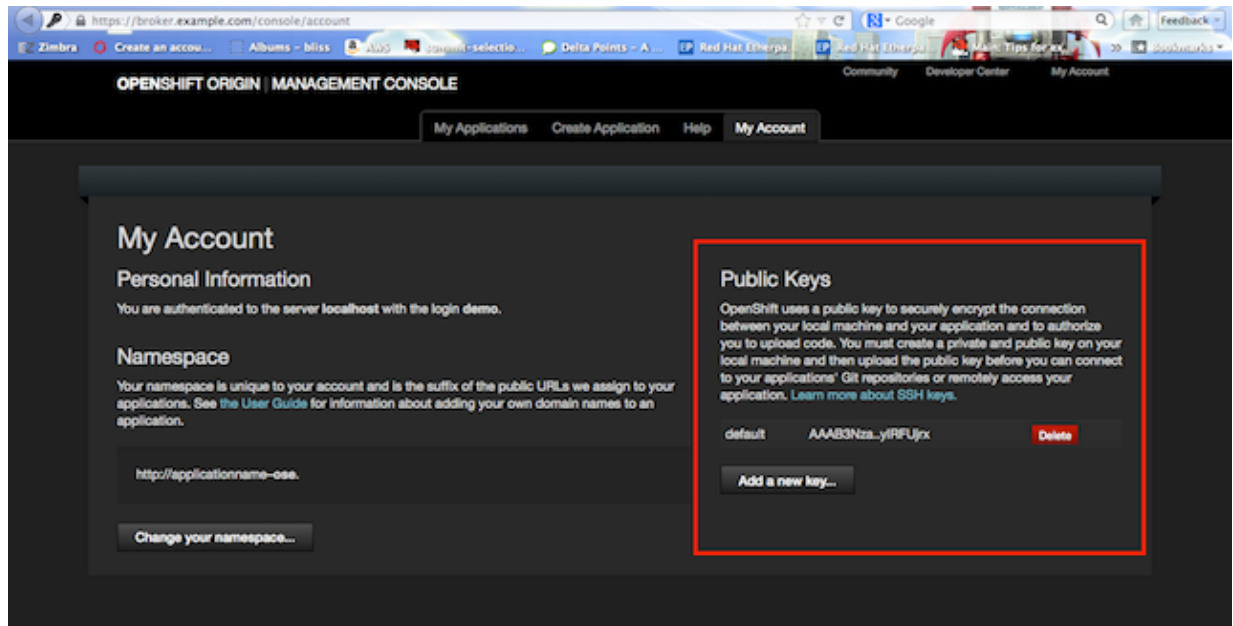 https://broker.example.com/console/account
Google
Feedback
Zimbra
Create an accou...
Albums - bliss
AWS
summit-selectio...
Delta Points - A...
Red Hat Etherpa
Red Hat Etherpa
Main: Tips for ex
Bookmarks
OPENSHIFT ORIGIN | MANAGEMENT CONSOLE
Community
Developer Center
My Account
My Applications
Create Application
Help
My Account
My Account
Personal Information
You are authenticated to the server localhost with the login demo.
Namespace
Your namespace is unique to your account and is the suffix of the public URLs we assign to your
applications. See the User Guide for information about adding your own domain names to an
application.
http://applicationname-ose.
Change your namespace...
Public Keys
OpenShift uses a public key to securely encrypt the connection
between your local machine and your application and to authorize
you to upload code. You must create a private and public key on your
local machine and then upload the public key before you can connect
to your applications' Git repositories or remotely access your
application. Learn more about SSH keys.
default
AAAB3Nza..yIRFUjrx
Delete
Add a new key...